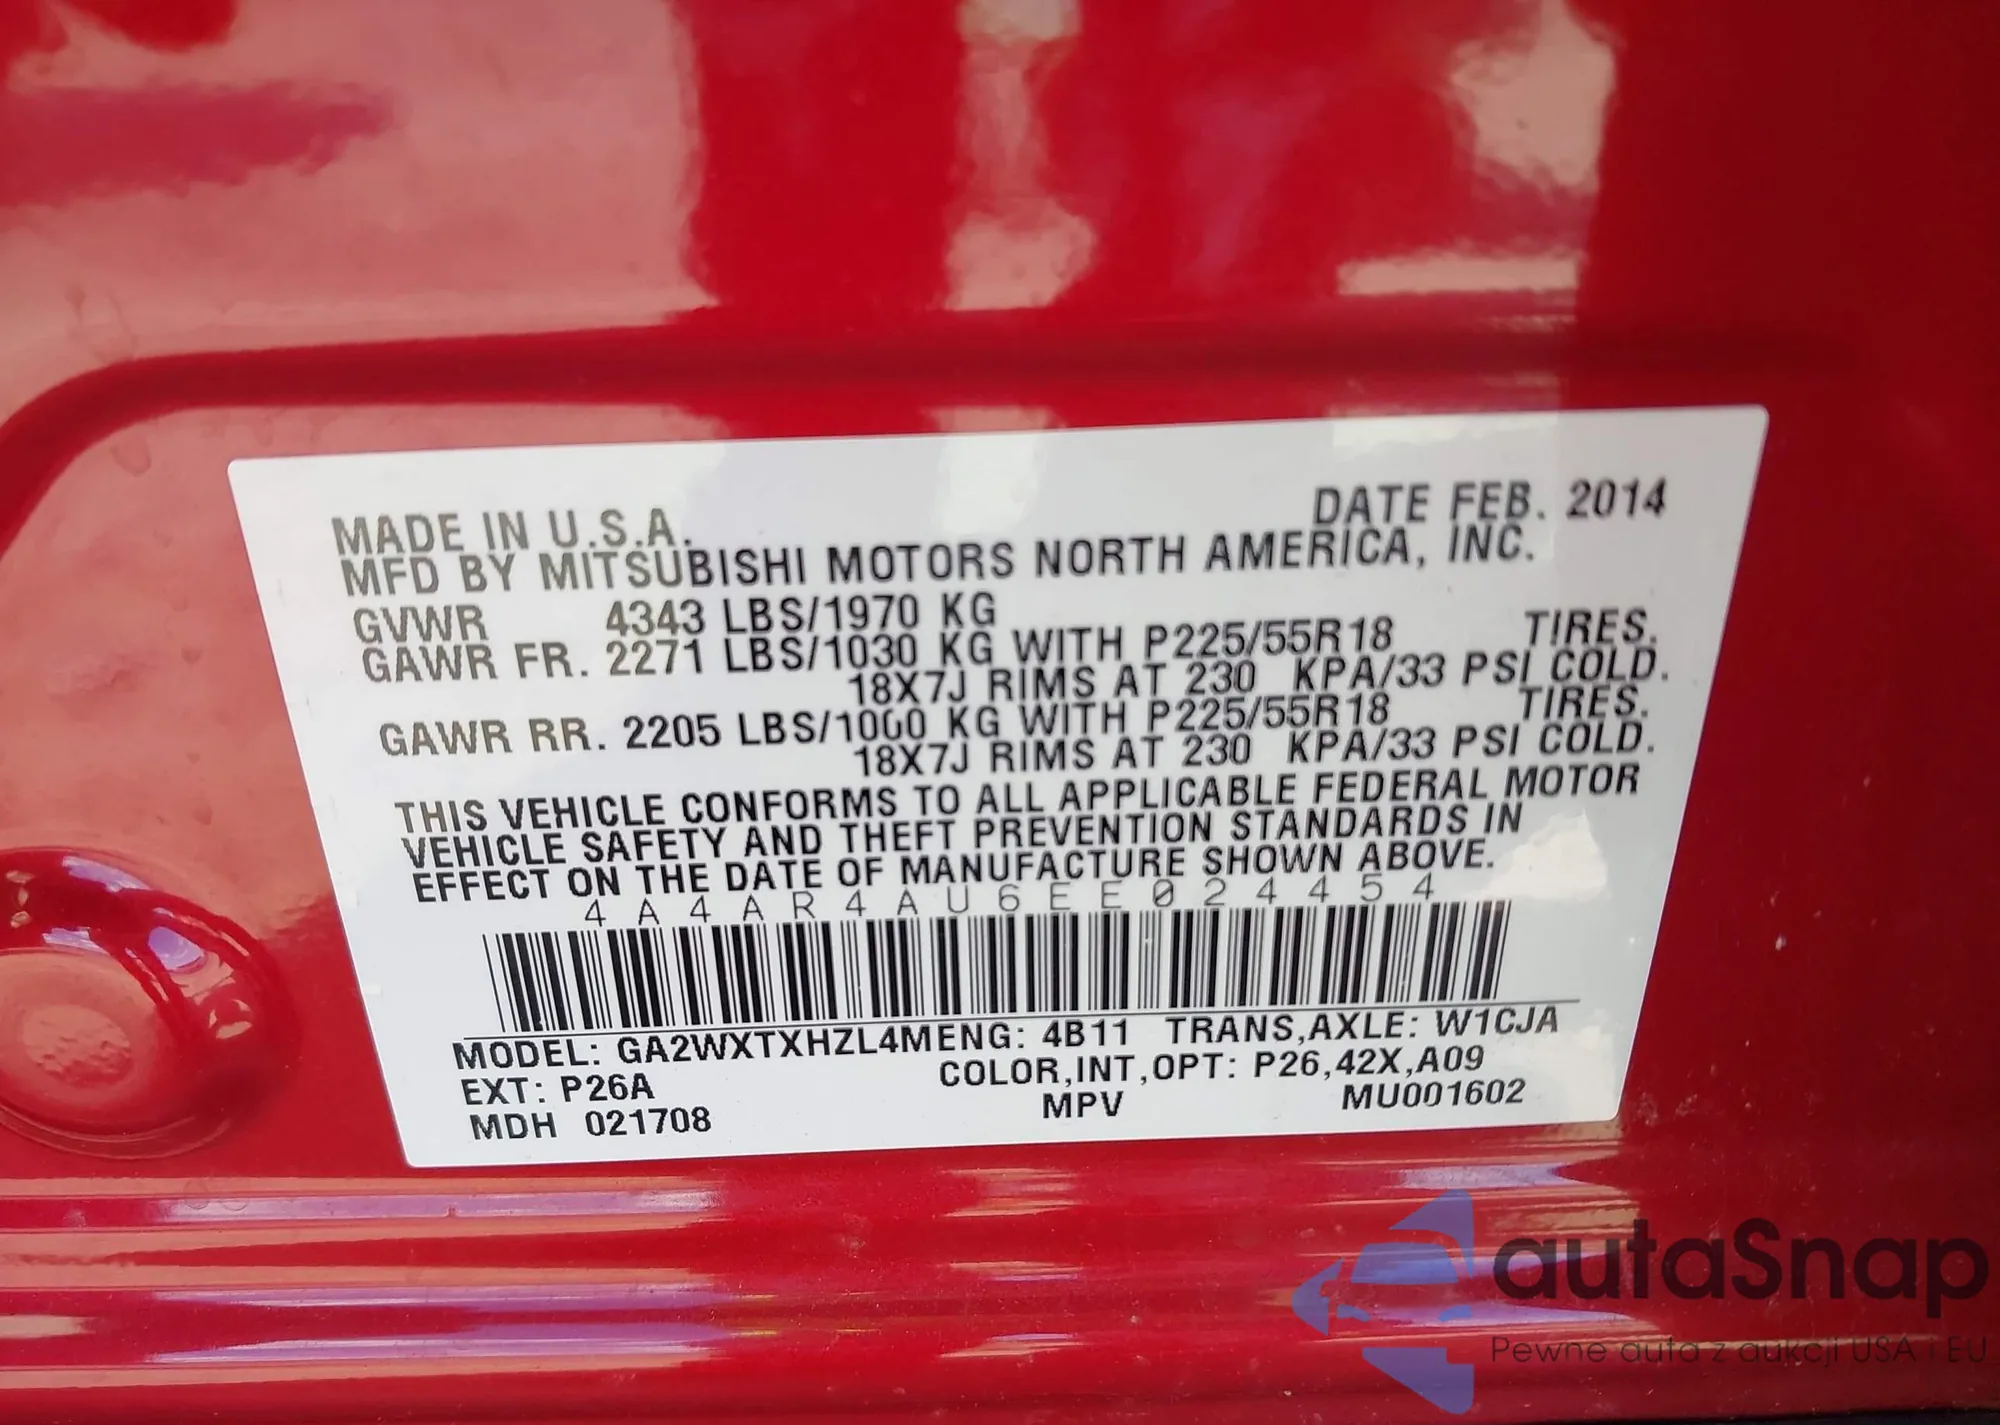 DATE FEB. 2014
MADE IN U.S.A.
MFD BY MITSUBISHI MOTORS NORTH AMERICA, INC.
GVWR 4343 LBS/1970 KG
GAWR FR. 2271 LBS/1030 KG WITH P225/55R18 TIRES.
18X7J RIMS AT 230 KPA/33 PSI COLD.
GAWR RR. 2205 LBS/1000 KG WITH P225/55R18 TIRES.
18X7J RIMS AT 230 KPA/33 PSI COLD.
THIS VEHICLE CONFORMS TO ALL APPLICABLE FEDERAL MOTOR
VEHICLE SAFETY AND THEFT PREVENTION STANDARDS IN
EFFECT ON THE DATE OF MANUFACTURE SHOWN ABOVE.
4A4AR4AU6EE024454
MODEL: GA2WXTXHZL4MENG: 4B11 TRANS,AXLE: W1CJA
EXT: P26A COLOR,INT,OPT: P26,42X,A09
MDH 021708 MPV MU001602
autaSnap
Pewne auta z aukcji USA i EU